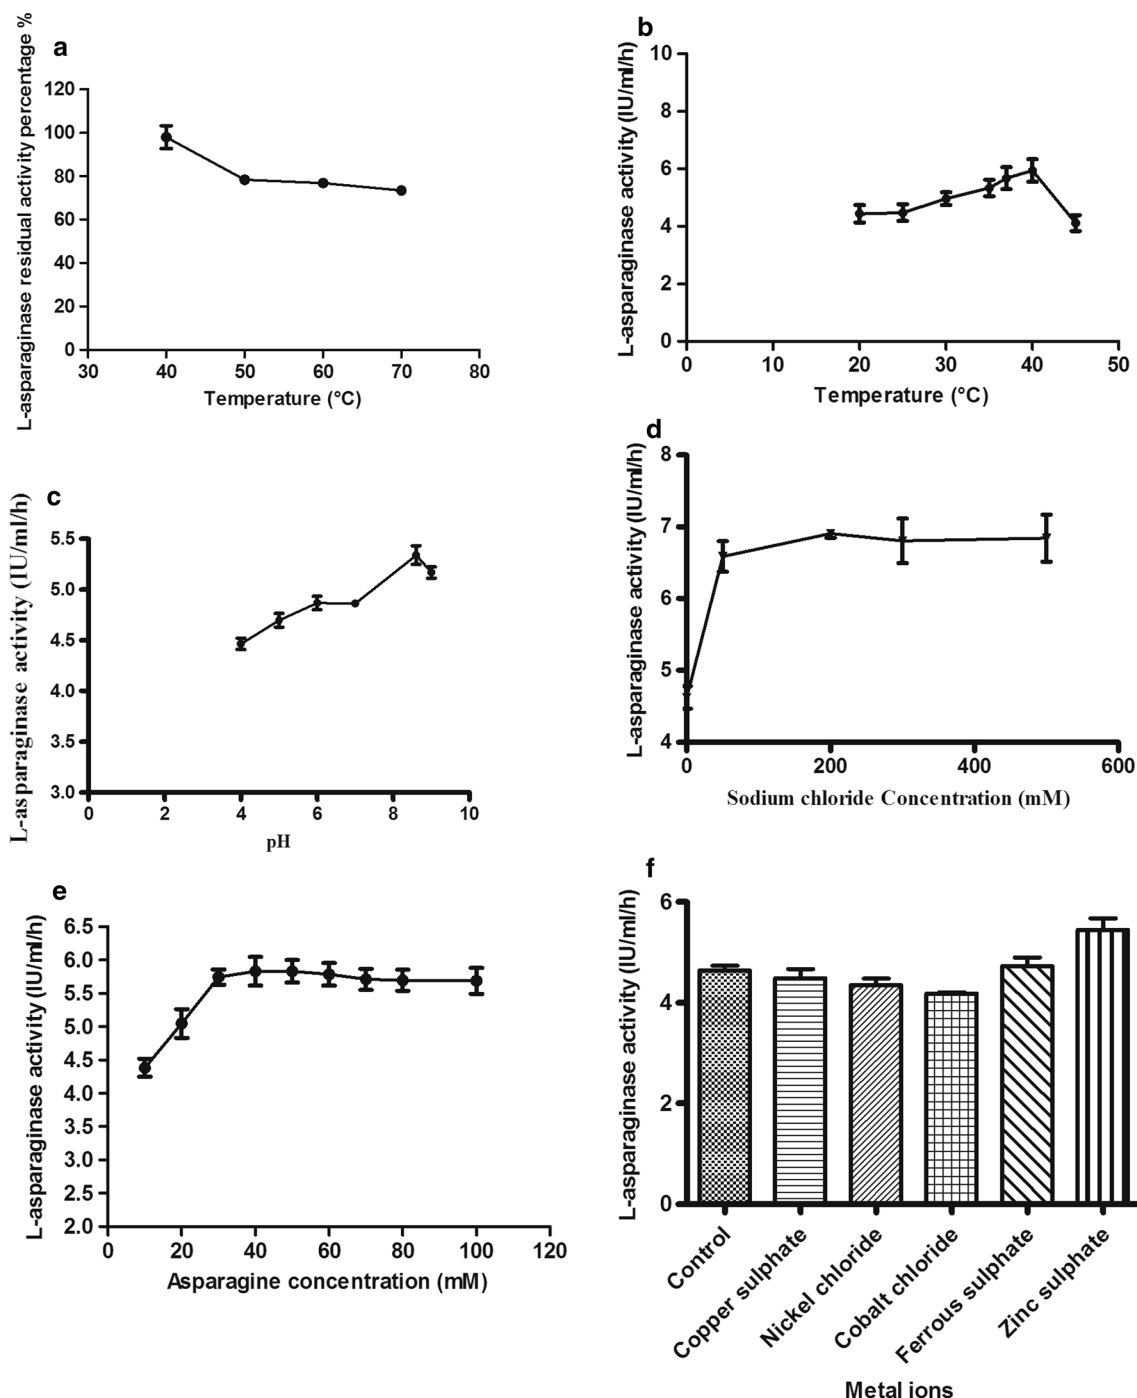 a
L-asparaginase residual activity percentage %
120
100
80
60
40
20
0
30 40 50 60 70 80
Temperature (°C)
b
L-asparaginase activity (IU/ml/h)
10
8
6
4
2
0
0 10 20 30 40 50
Temperature (°C)
c
L-asparaginase activity (IU/ml/h)
5.5
5.0
4.5
4.0
3.5
3.0
0 2 4 6 8 10
pH
d
L-asparaginase activity (IU/ml/h)
8
7
6
5
4
0 200 400 600
Sodium chloride Concentration (mM)
e
L-asparaginase activity (IU/ml/h)
6.5
6.0
5.5
5.0
4.5
4.0
3.5
3.0
2.5
2.0
0 20 40 60 80 100 120
Asparagine concentration (mM)
f
L-asparaginase activity (IU/ml/h)
6
4
2
0
Control
Copper sulphate
Nickel chloride
Cobalt chloride
Ferrous sulphate
Zinc sulphate
Metal ions